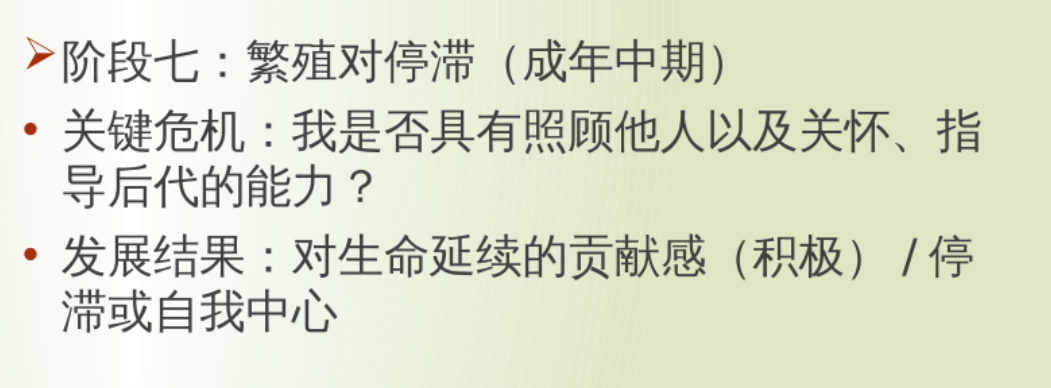 阶段七：繁殖对停滞（成年中期）
关键危机：我是否具有照顾他人以及关怀、指
导后代的能力？
发展结果：对生命延续的贡献感（积极） / 停
滞或自我中心